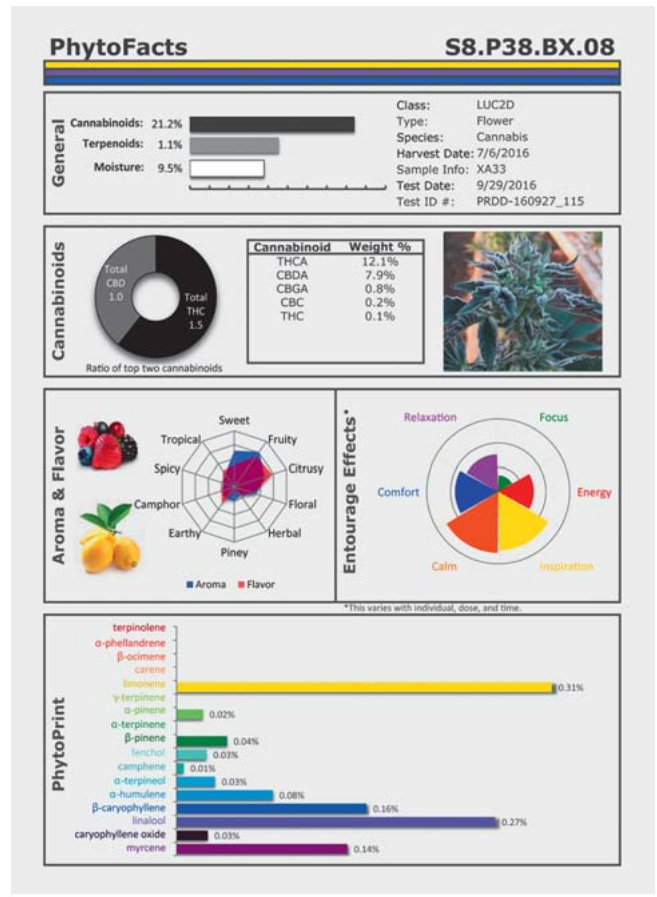 PhytoFacts S8.P38.BX.08
General
Cannabinoids: 21.2%
Terpenoids: 1.1%
Moisture: 9.5%
Class: LUC2D
Type: Flower
Species: Cannabis
Harvest Date: 7/6/2016
Sample Info: XA33
Test Date: 9/29/2016
Test ID #: PRDD-160927_115
Cannabinoids
Total
CBD
1.0
Total
THC
1.5
Ratio of top two cannabinoids
Cannabinoid Weight %
THCA 12.1%
CBDA 7.9%
CBGA 0.8%
CBC 0.2%
THC 0.1%
Aroma & Flavor
Sweet
Fruity
Citrusy
Floral
Herbal
Piney
Earthy
Camphor
Spicy
Tropical
Aroma Flavor
Entourage Effects*
Relaxation
Focus
Comfort
Energy
Calm
Inspiration
*This varies with individual, dose, and time.
PhytoPrint
terpinolene
α-phellandrene
β-ocimene
carene
limonene 0.31%
γ-terpinene
α-pinene 0.02%
α-terpinene
β-pinene 0.04%
fenchol 0.03%
camphene 0.01%
α-terpineol 0.03%
α-humulene 0.08%
β-caryophyllene 0.16%
linalool 0.27%
caryophyllene oxide 0.03%
myrcene 0.14%